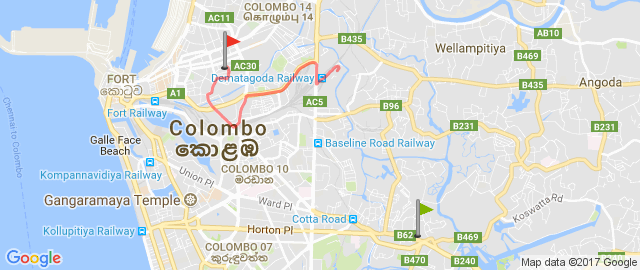 COLOMBO 14
கொழும்பு 14
AC11
B435
AB10
Wellampitiya
B469
FORT
කොටුව
AC30
Dematagoda Railway
B435
Angoda
A1
Fort Railway
AC5
B96
B231
B231
Chennai to Colombo
Galle Face
Beach
Colombo
කොළඹ
Baseline Road Railway
Kompannavidiya Railway
Union Pl
COLOMBO 10
මරදාන
Gangaramaya Temple
Ward Pl
Koswatta Rd
Cotta Road
Kollupitiya Railway
Horton Pl
B62
B469
COLOMBO 07
කුරුඳුවත්ත
B470
B240
Google
Map data ©2017 Google